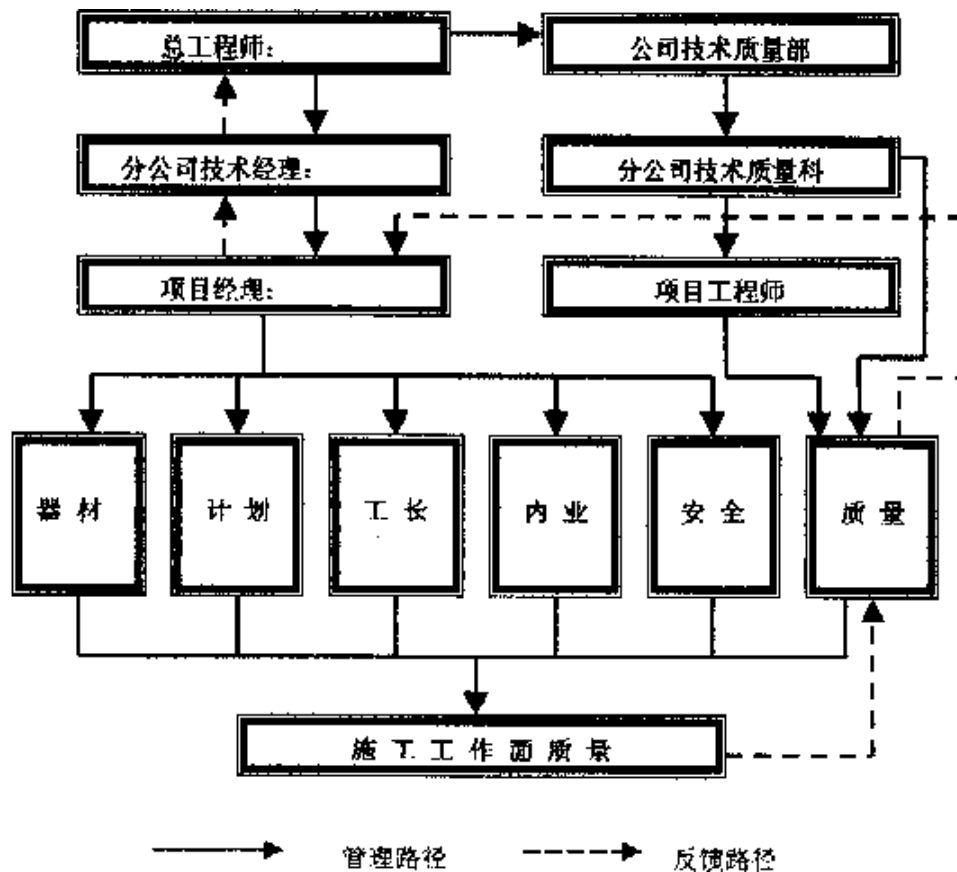 总工程师：
公司技术质量部
分公司技术经理：
分公司技术质量科
项目经理：
项目工程师
器材
计划
工长
内业
安全
质量
施工工作面质量
管理路径
反馈路径